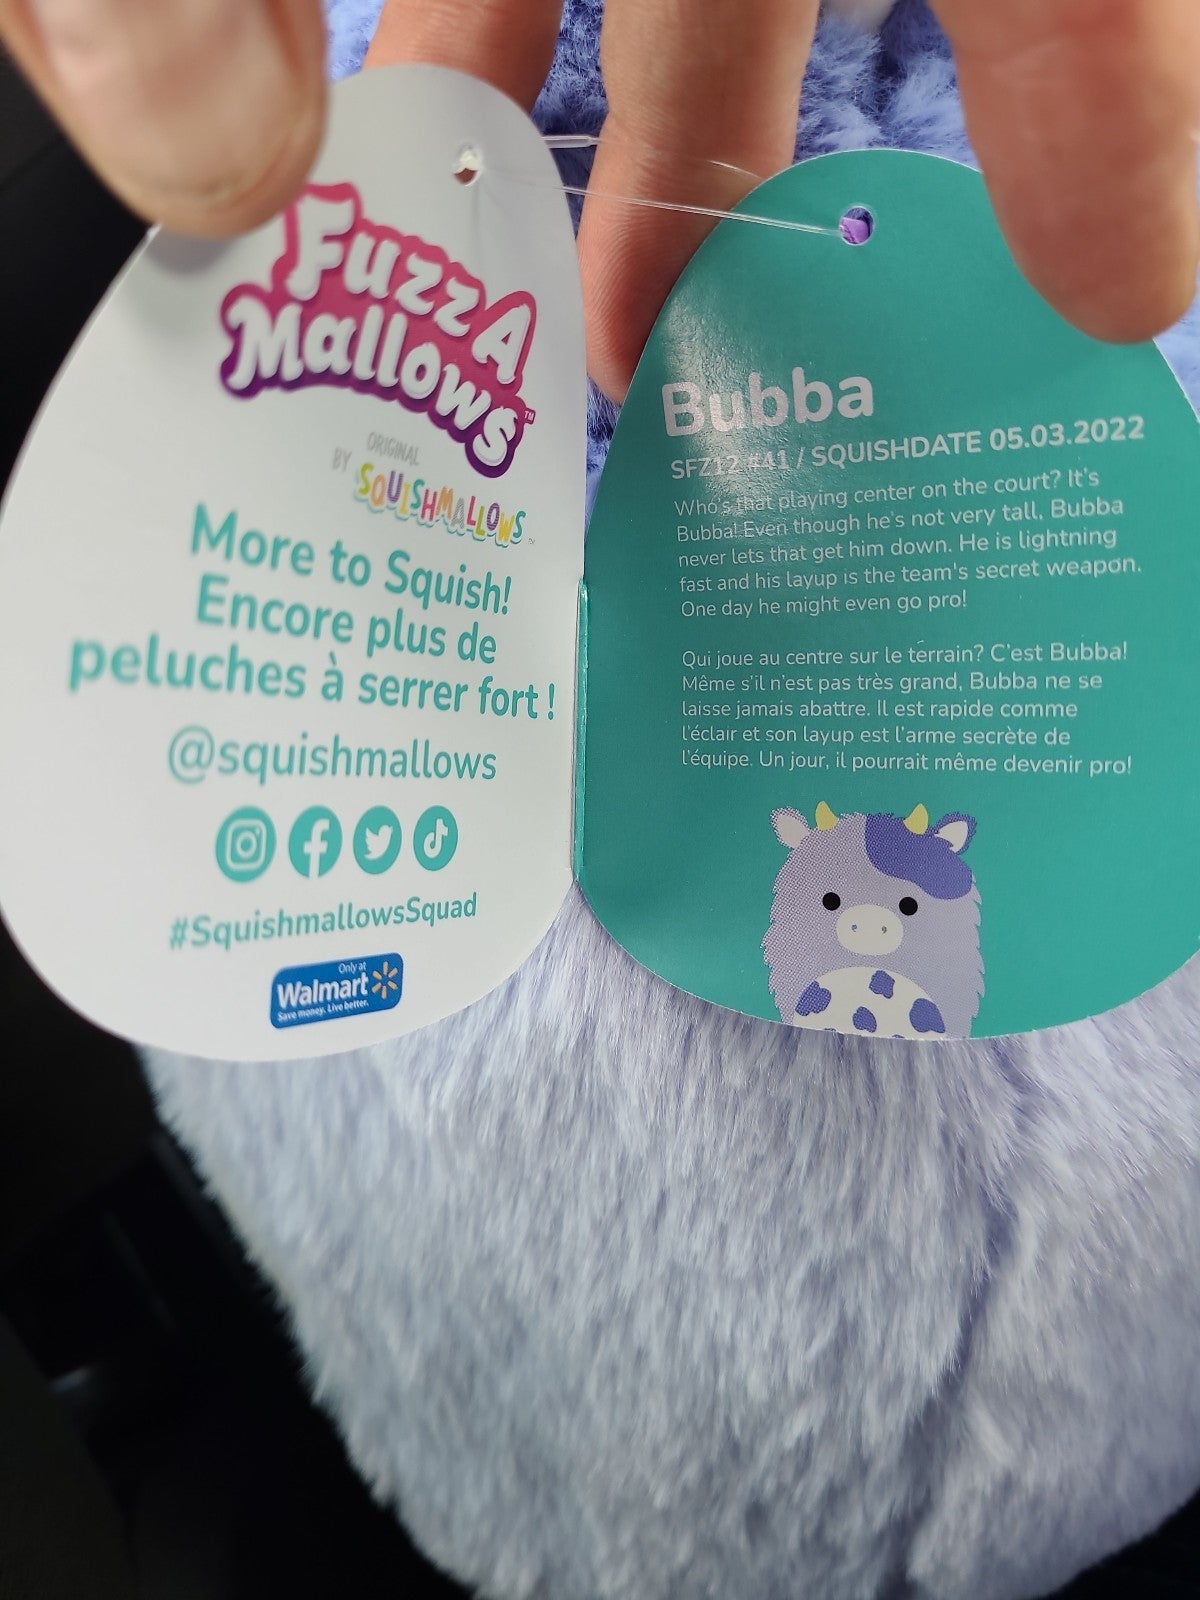 Fuzz A
Mallows™
ORIGINAL
BY SQUISHMALLOWS™
More to Squish!
Encore plus de
peluches à serrer fort !
@squishmallows
#SquishmallowsSquad
Only at
Walmart
Save money. Live better.
Bubba
SFZ12 #41 / SQUISHDATE 05.03.2022
Who's that playing center on the court? It's
Bubba! Even though he's not very tall, Bubba
never lets that get him down. He is lightning
fast and his layup is the team's secret weapon.
One day he might even go pro!
Qui joue au centre sur le terrain? C'est Bubba!
Même s'il n'est pas très grand, Bubba ne se
laisse jamais abattre. Il est rapide comme
l'éclair et son layup est l'arme secrète de
l'équipe. Un jour, il pourrait même devenir pro!